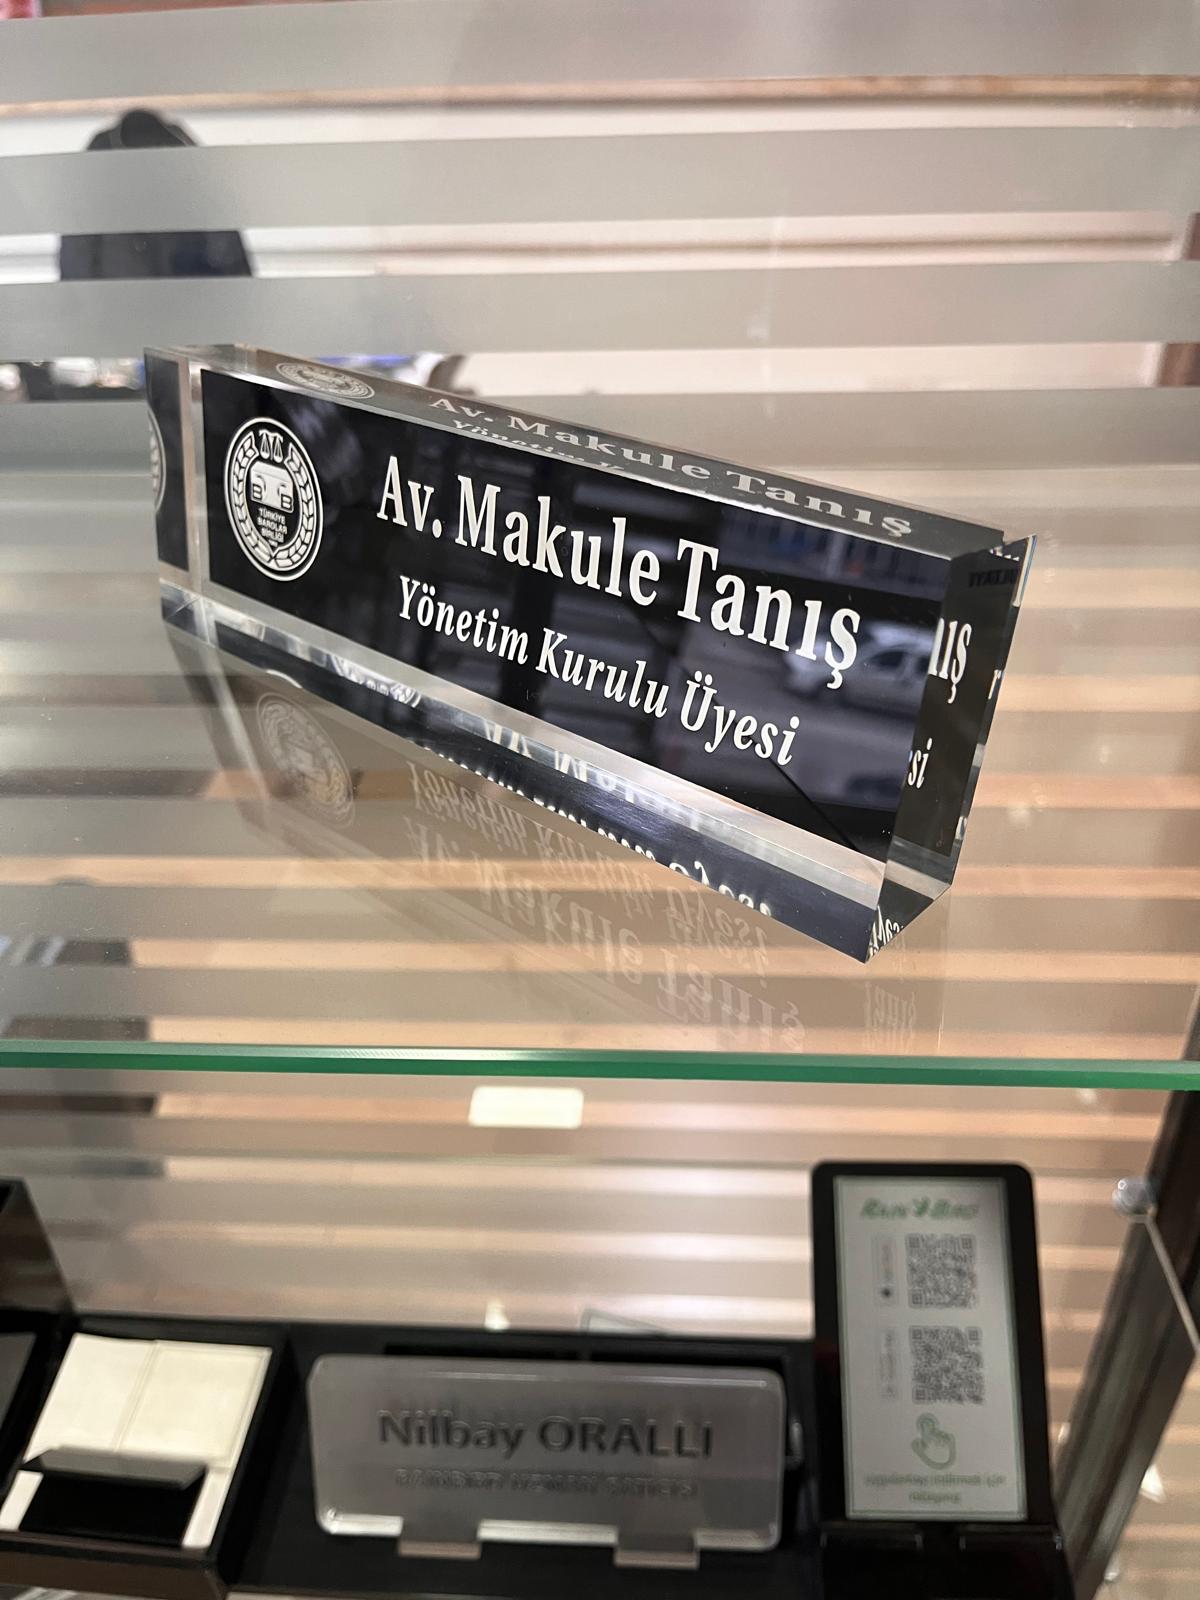 TÜRKİYE
BAROLAR
BİRLİĞİ
Av. Makule Tanış
Yönetim Kurulu Üyesi
Nilbay ORALLI